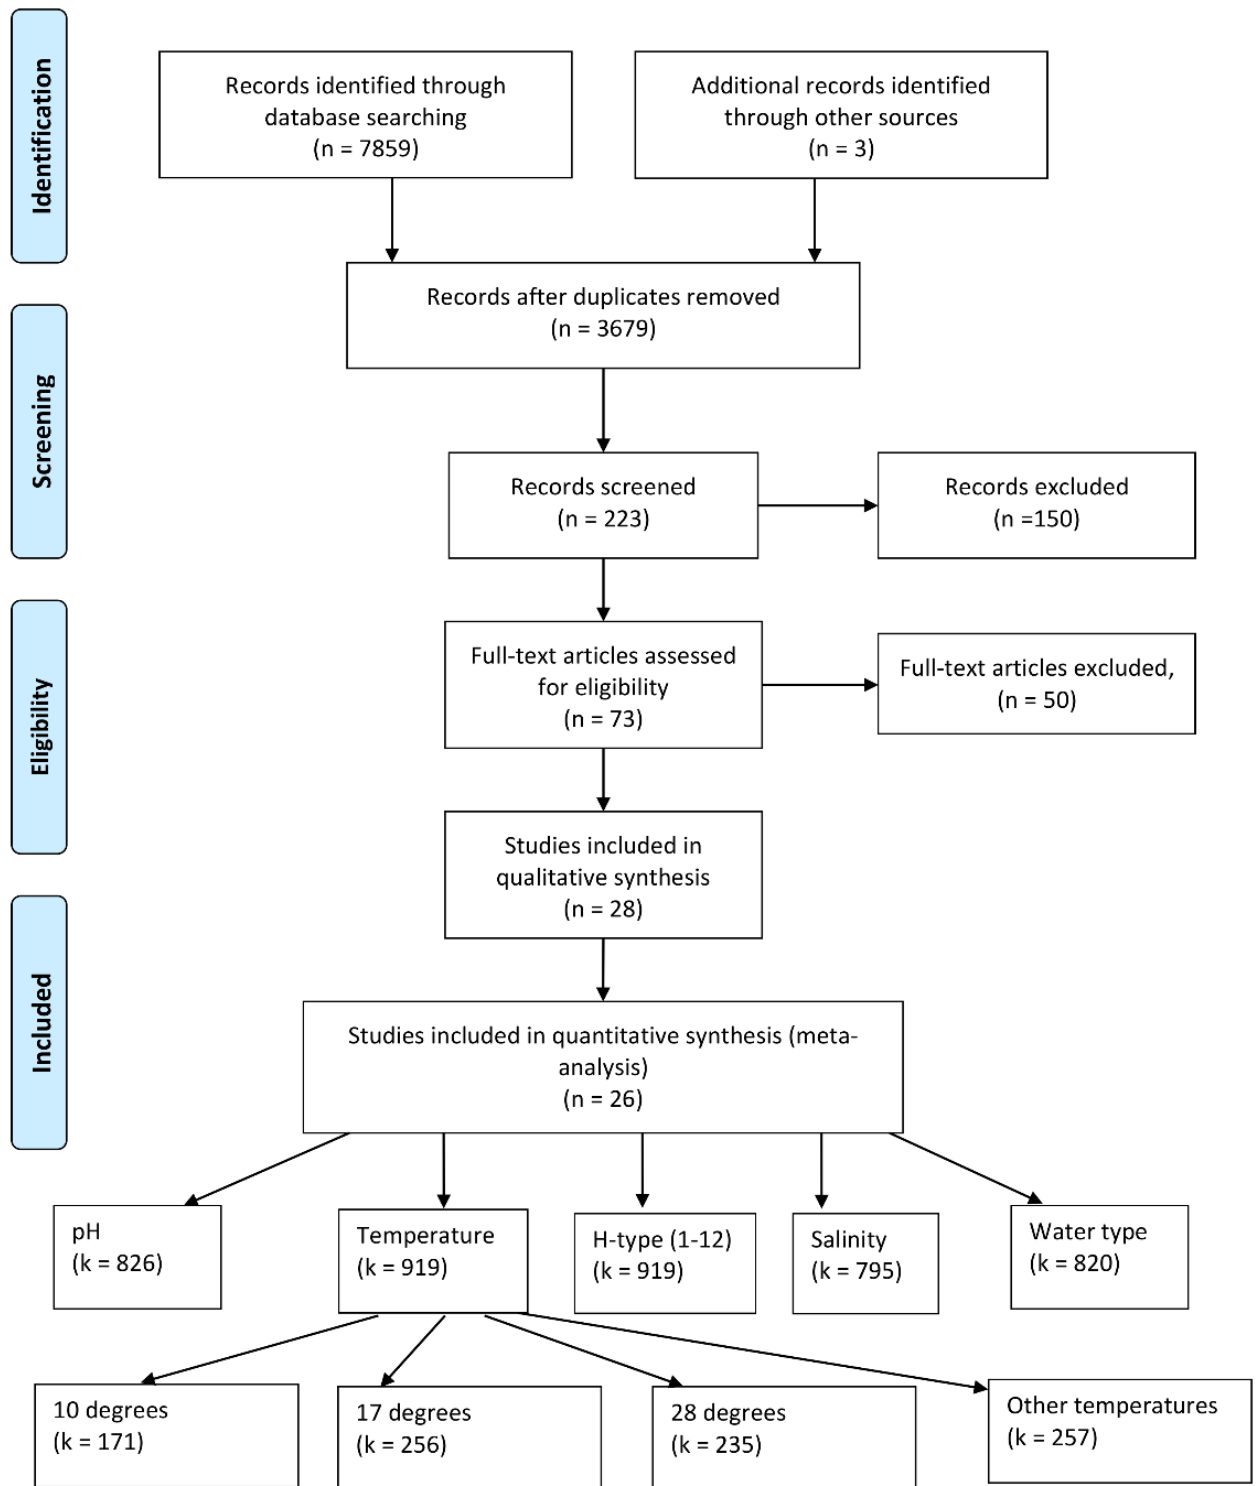 Identification
Records identified through
database searching
(n = 7859)
Additional records identified
through other sources
(n = 3)
Records after duplicates removed
(n = 3679)
Screening
Records screened
(n = 223)
Records excluded
(n =150)
Eligibility
Full-text articles assessed
for eligibility
(n = 73)
Full-text articles excluded,
(n = 50)
Studies included in
qualitative synthesis
(n = 28)
Included
Studies included in quantitative synthesis (meta-
analysis)
(n = 26)
pH
(k = 826)
Temperature
(k = 919)
H-type (1-12)
(k = 919)
Salinity
(k = 795)
Water type
(k = 820)
10 degrees
(k = 171)
17 degrees
(k = 256)
28 degrees
(k = 235)
Other temperatures
(k = 257)